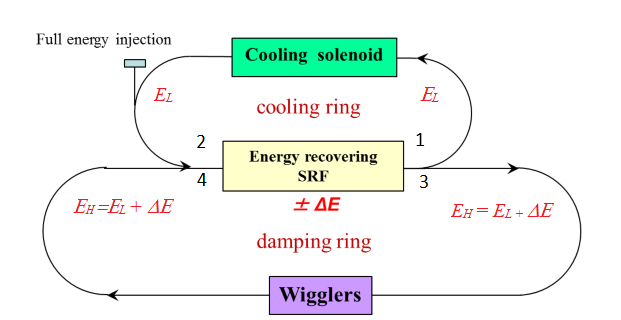 Full energy injection
Cooling solenoid
E_L
E_L
cooling ring
2
1
Energy recovering
SRF
4
3
E_H=E_L + ΔE
± ΔE
E_H = E_L + ΔE
damping ring
Wigglers